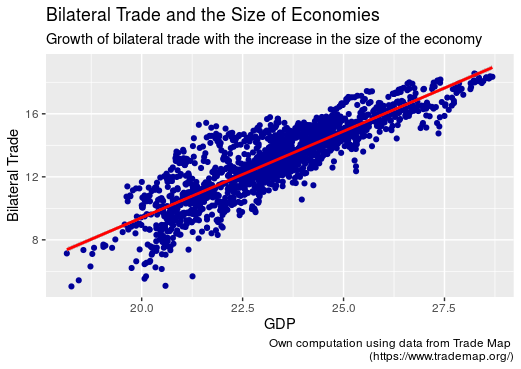 Bilateral Trade and the Size of Economies
Growth of bilateral trade with the increase in the size of the economy
Bilateral Trade
16
12
8
20.0 22.5 25.0 27.5
GDP
Own computation using data from Trade Map
(https://www.trademap.org/)